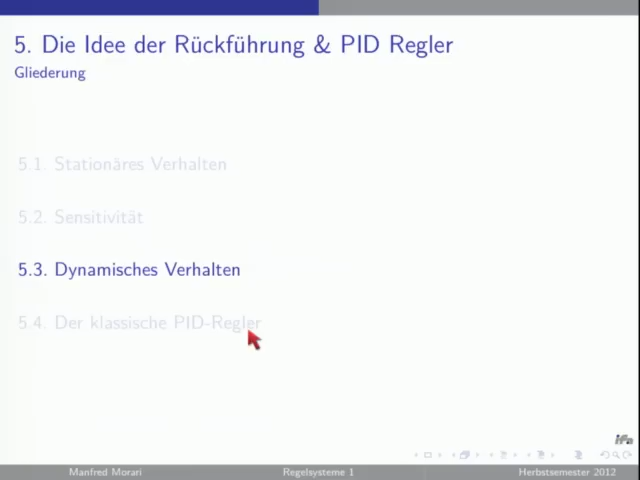 5. Die Idee der Rückführung & PID Regler
Gliederung
5.1. Stationäres Verhalten
5.2. Sensitivität
5.3. Dynamisches Verhalten
5.4. Der klassische PID-Regler
ifa
Manfred Morari Regelsysteme 1 Herbstsemester 2012